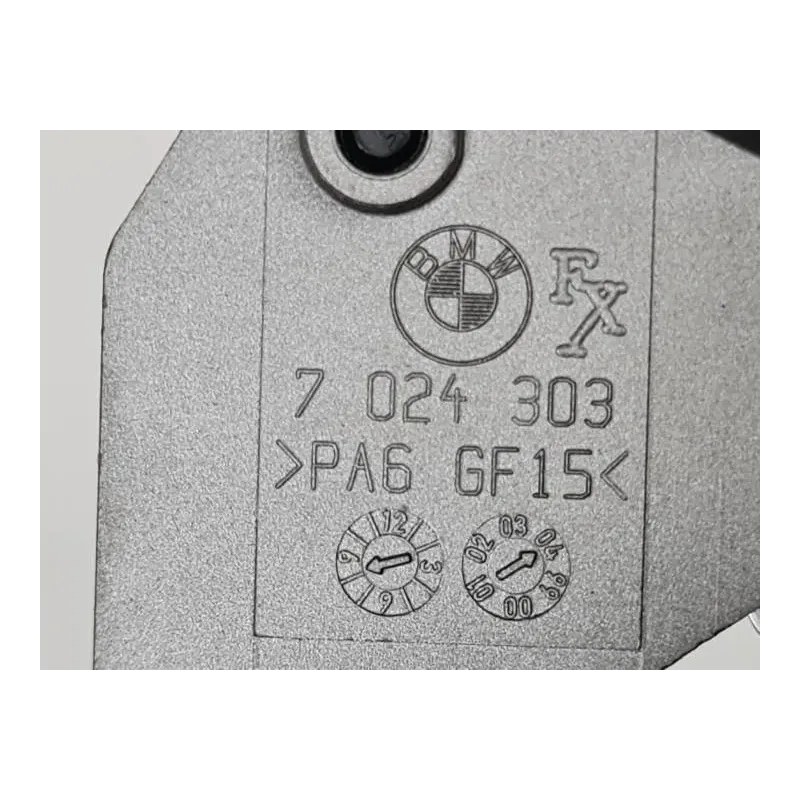 BMW
FX
7 024 303
>PA6 GF15<
12 3 6 9
99 00 01 02 03 04